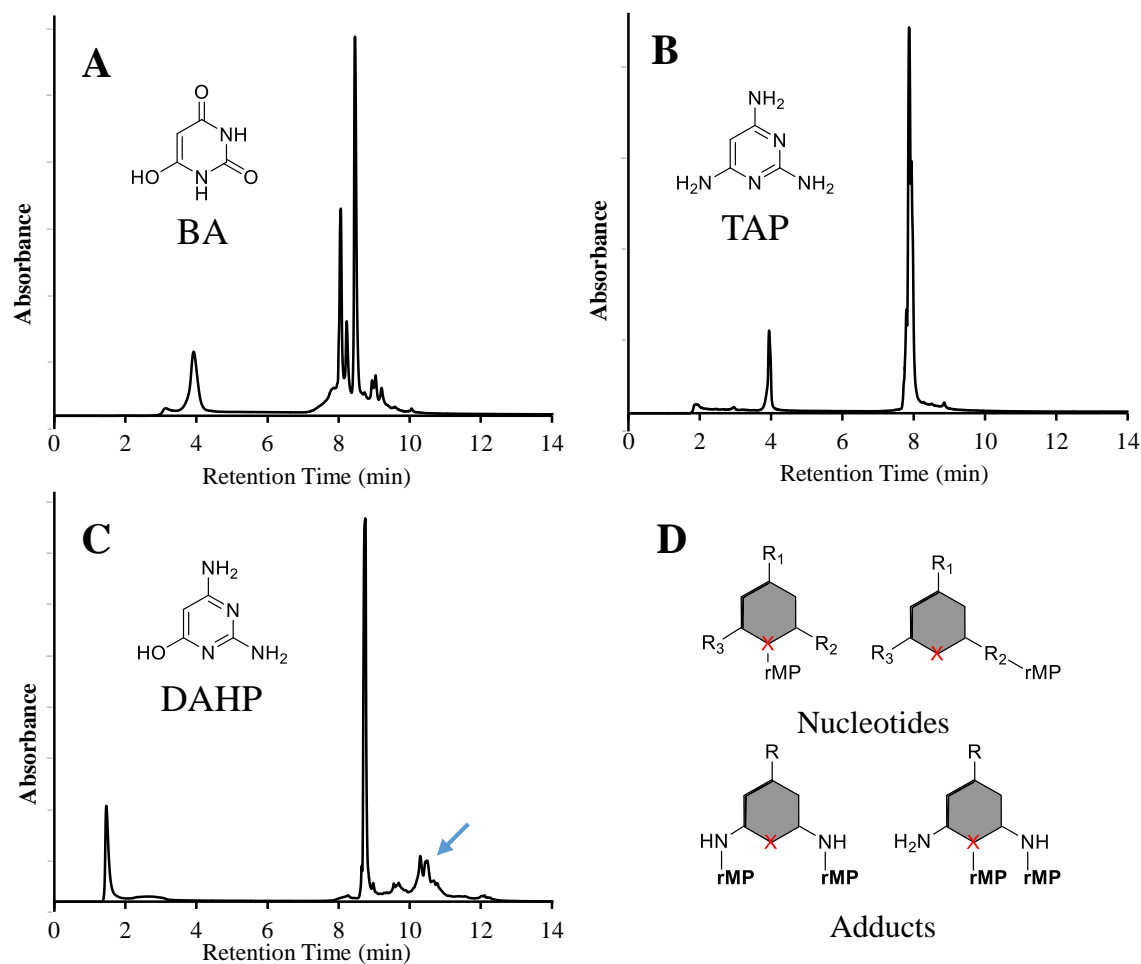 A
O
NH
HO
N
H
O
BA
Absorbance
0 2 4 6 8 10 12 14
Retention Time (min)
B
NH2
N
H2N
N
NH2
TAP
Absorbance
0 2 4 6 8 10 12 14
Retention Time (min)
C
NH2
N
HO
N
NH2
DAHP
Absorbance
0 2 4 6 8 10 12 14
Retention Time (min)
D
R1
R3
X
R2
rMP
R1
R3
X
R2
rMP
Nucleotides
R
HN
X
NH
rMP
rMP
R
H2N
X
NH
rMP
rMP
Adducts